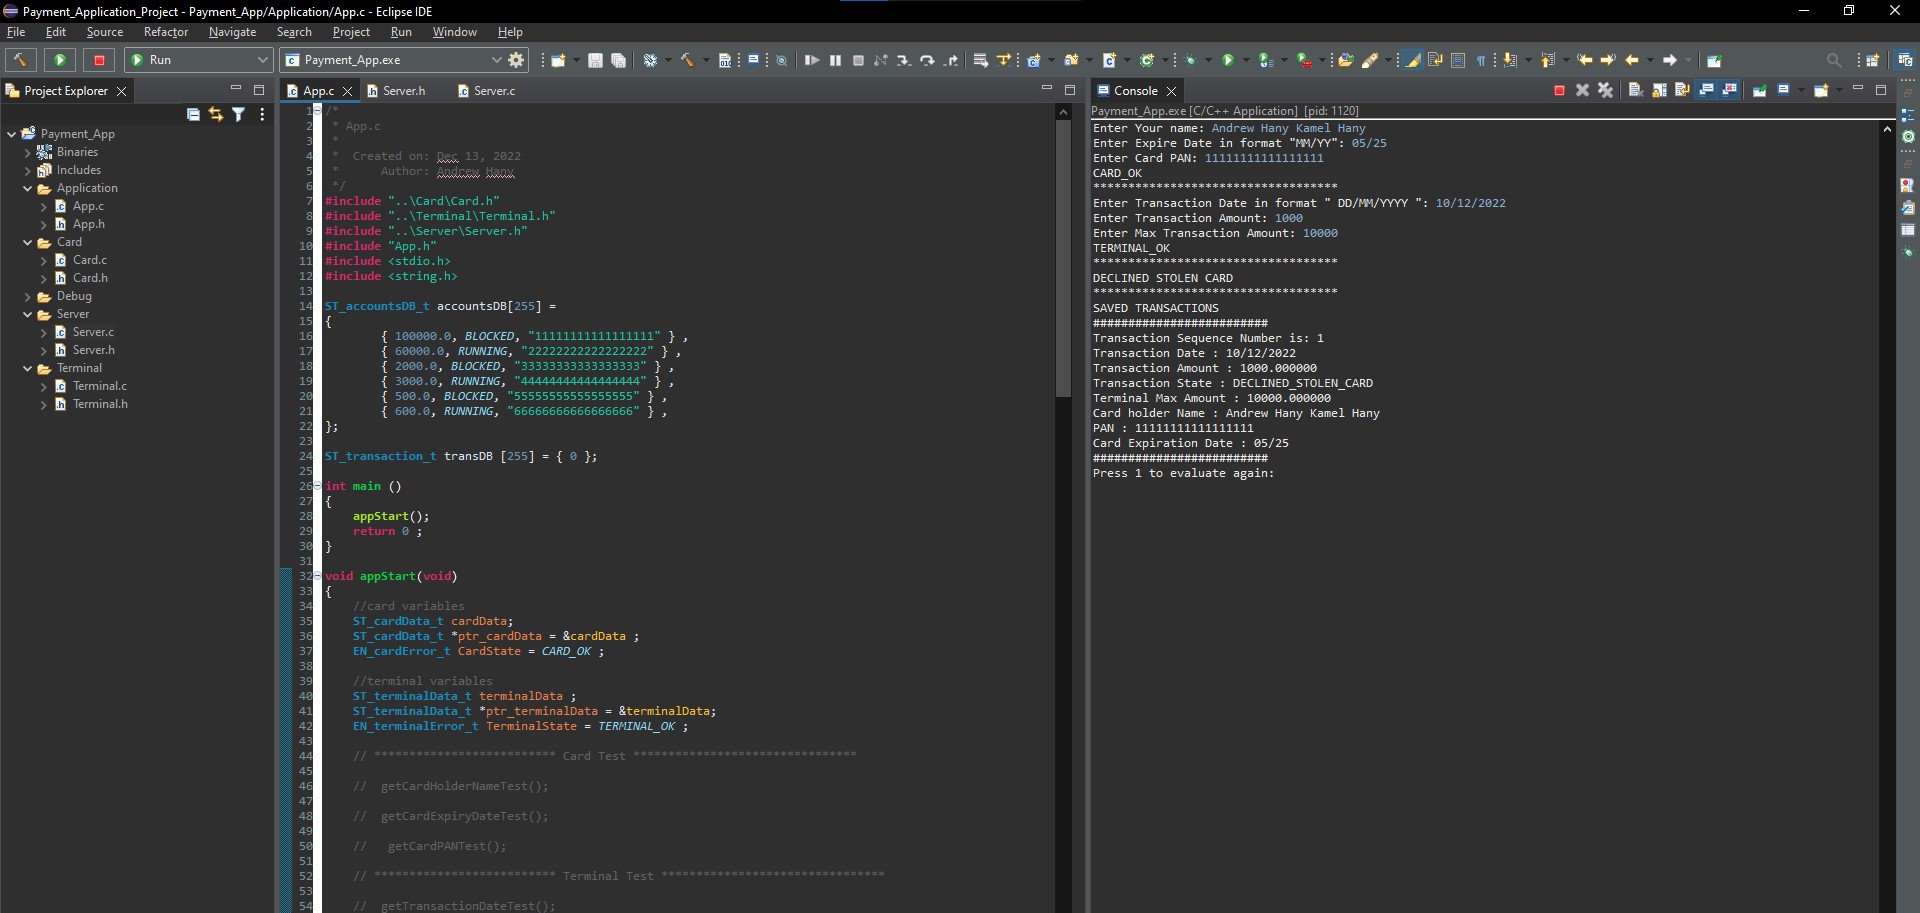 Payment_Application_Project - Payment_App/Application/App.c - Eclipse IDE
File Edit Source Refactor Navigate Search Project Run Window Help
Run
Payment_App.exe
Project Explorer
Payment_App
Binaries
Includes
Application
App.c
App.h
Card
Card.c
Card.h
Debug
Server
Server.c
Server.h
Terminal
Terminal.c
Terminal.h
App.c Server.h Server.c
1 /*
2 * App.c
3 *
4 * Created on: Dec 13, 2022
5 * Author: Andrew Hany
6 */
7 #include "..\Card\Card.h"
8 #include "..\Terminal\Terminal.h"
9 #include "..\Server\Server.h"
10 #include "App.h"
11 #include <stdio.h>
12 #include <string.h>
13
14 ST_accountsDB_t accountsDB[255] =
15 {
16 { 100000.0, BLOCKED, "11111111111111111" } ,
17 { 60000.0, RUNNING, "22222222222222222" } ,
18 { 2000.0, BLOCKED, "33333333333333333" } ,
19 { 3000.0, RUNNING, "44444444444444444" } ,
20 { 500.0, BLOCKED, "55555555555555555" } ,
21 { 600.0, RUNNING, "66666666666666666" } ,
22 };
23
24 ST_transaction_t transDB [255] = { 0 };
25
26 int main ()
27 {
28 appStart();
29 return 0 ;
30 }
31
32 void appStart(void)
33 {
34 //card variables
35 ST_cardData_t cardData;
36 ST_cardData_t *ptr_cardData = &cardData ;
37 EN_cardError_t CardState = CARD_OK ;
38
39 //terminal variables
40 ST_terminalData_t terminalData ;
41 ST_terminalData_t *ptr_terminalData = &terminalData;
42 EN_terminalError_t TerminalState = TERMINAL_OK ;
43
44 // ************************** Card Test ********************************
45
46 // getCardHolderNameTest();
47
48 // getCardExpiryDateTest();
49
50 // getCardPANTest();
51
52 // ************************** Terminal Test ********************************
53
54 // getTransactionDateTest();
Console
Payment_App.exe [C/C++ Application] [pid: 1120]
Enter Your name: Andrew Hany Kamel Hany
Enter Expire Date in format "MM/YY": 05/25
Enter Card PAN: 11111111111111111
CARD_OK
***********************************
Enter Transaction Date in format " DD/MM/YYYY ": 10/12/2022
Enter Transaction Amount: 1000
Enter Max Transaction Amount: 10000
TERMINAL_OK
***********************************
DECLINED STOLEN CARD
***********************************
SAVED TRANSACTIONS
#########################
Transaction Sequence Number is: 1
Transaction Date : 10/12/2022
Transaction Amount : 1000.000000
Transaction State : DECLINED_STOLEN_CARD
Terminal Max Amount : 10000.000000
Card holder Name : Andrew Hany Kamel Hany
PAN : 11111111111111111
Card Expiration Date : 05/25
#########################
Press 1 to evaluate again: